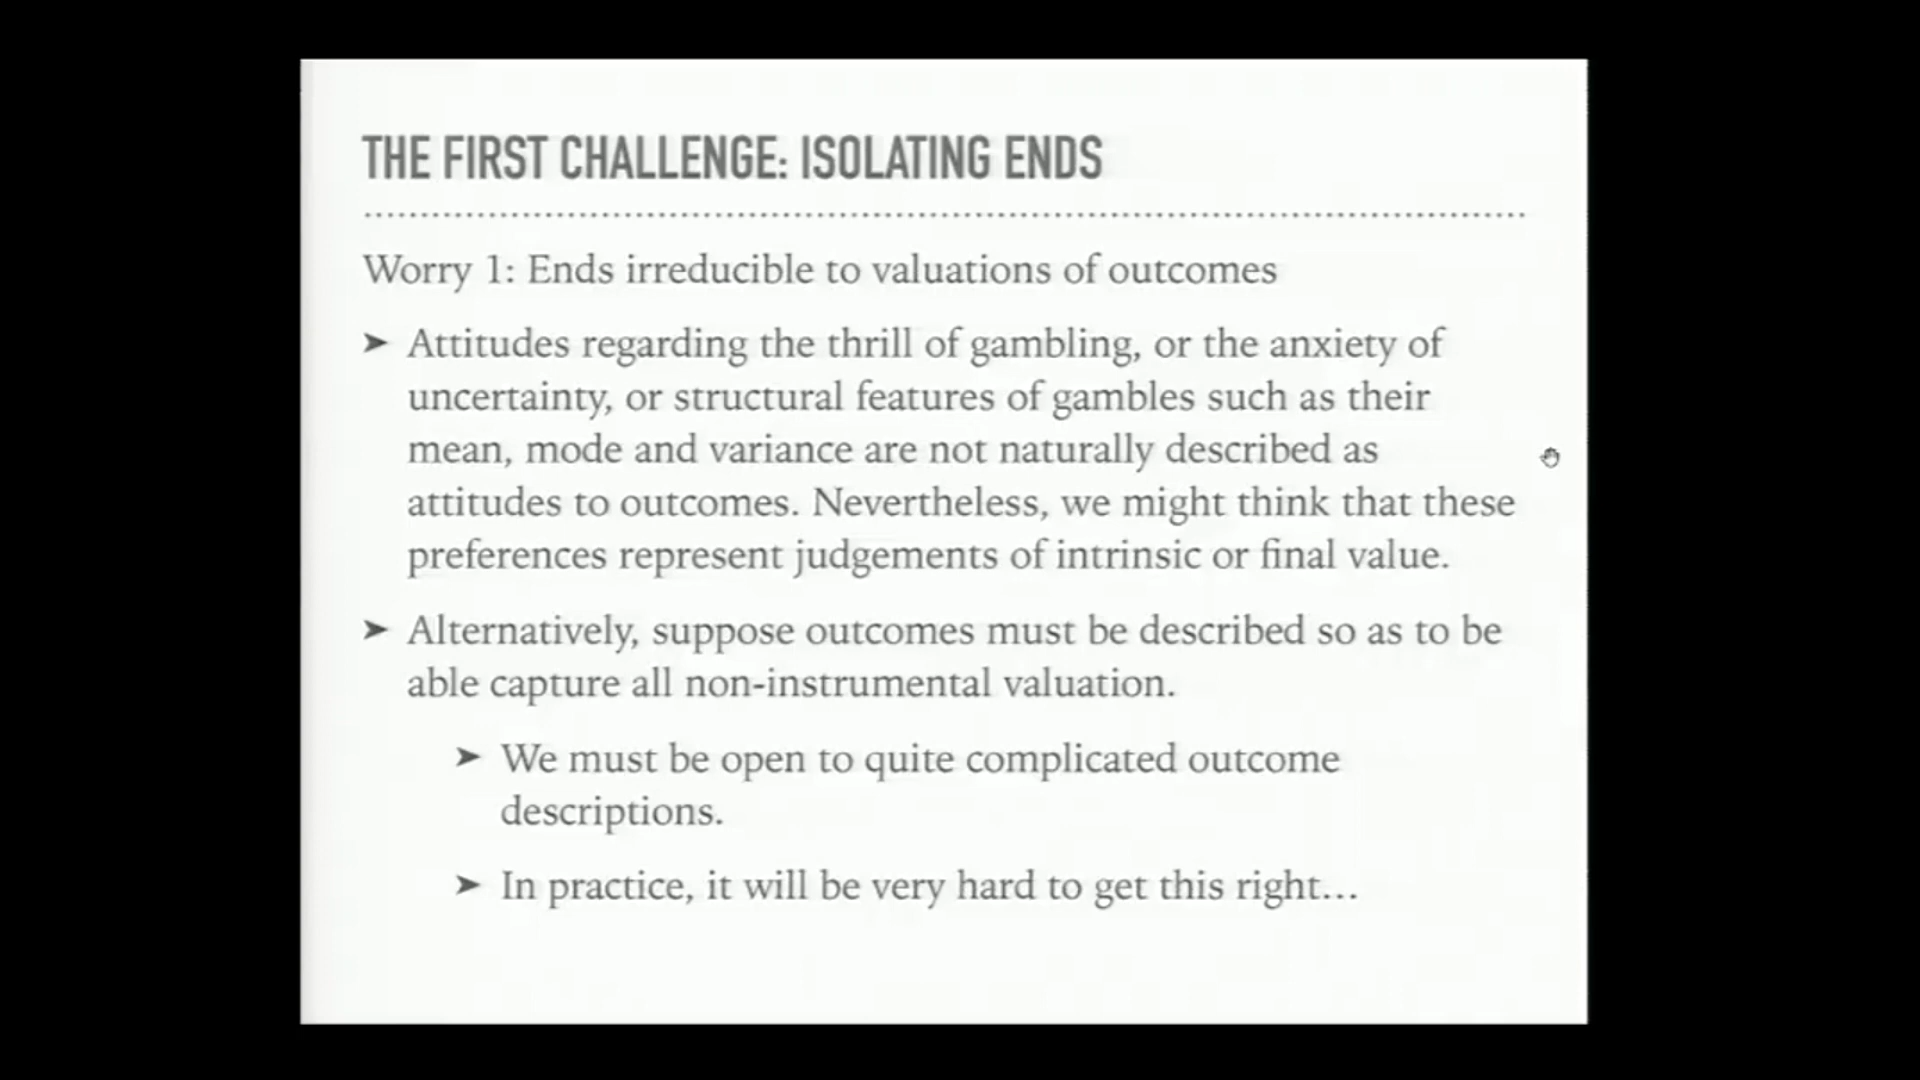 THE FIRST CHALLENGE: ISOLATING ENDS
Worry 1: Ends irreducible to valuations of outcomes
➤ Attitudes regarding the thrill of gambling, or the anxiety of
uncertainty, or structural features of gambles such as their
mean, mode and variance are not naturally described as
attitudes to outcomes. Nevertheless, we might think that these
preferences represent judgements of intrinsic or final value.
➤ Alternatively, suppose outcomes must be described so as to be
able capture all non-instrumental valuation.
➤ We must be open to quite complicated outcome
descriptions.
➤ In practice, it will be very hard to get this right…